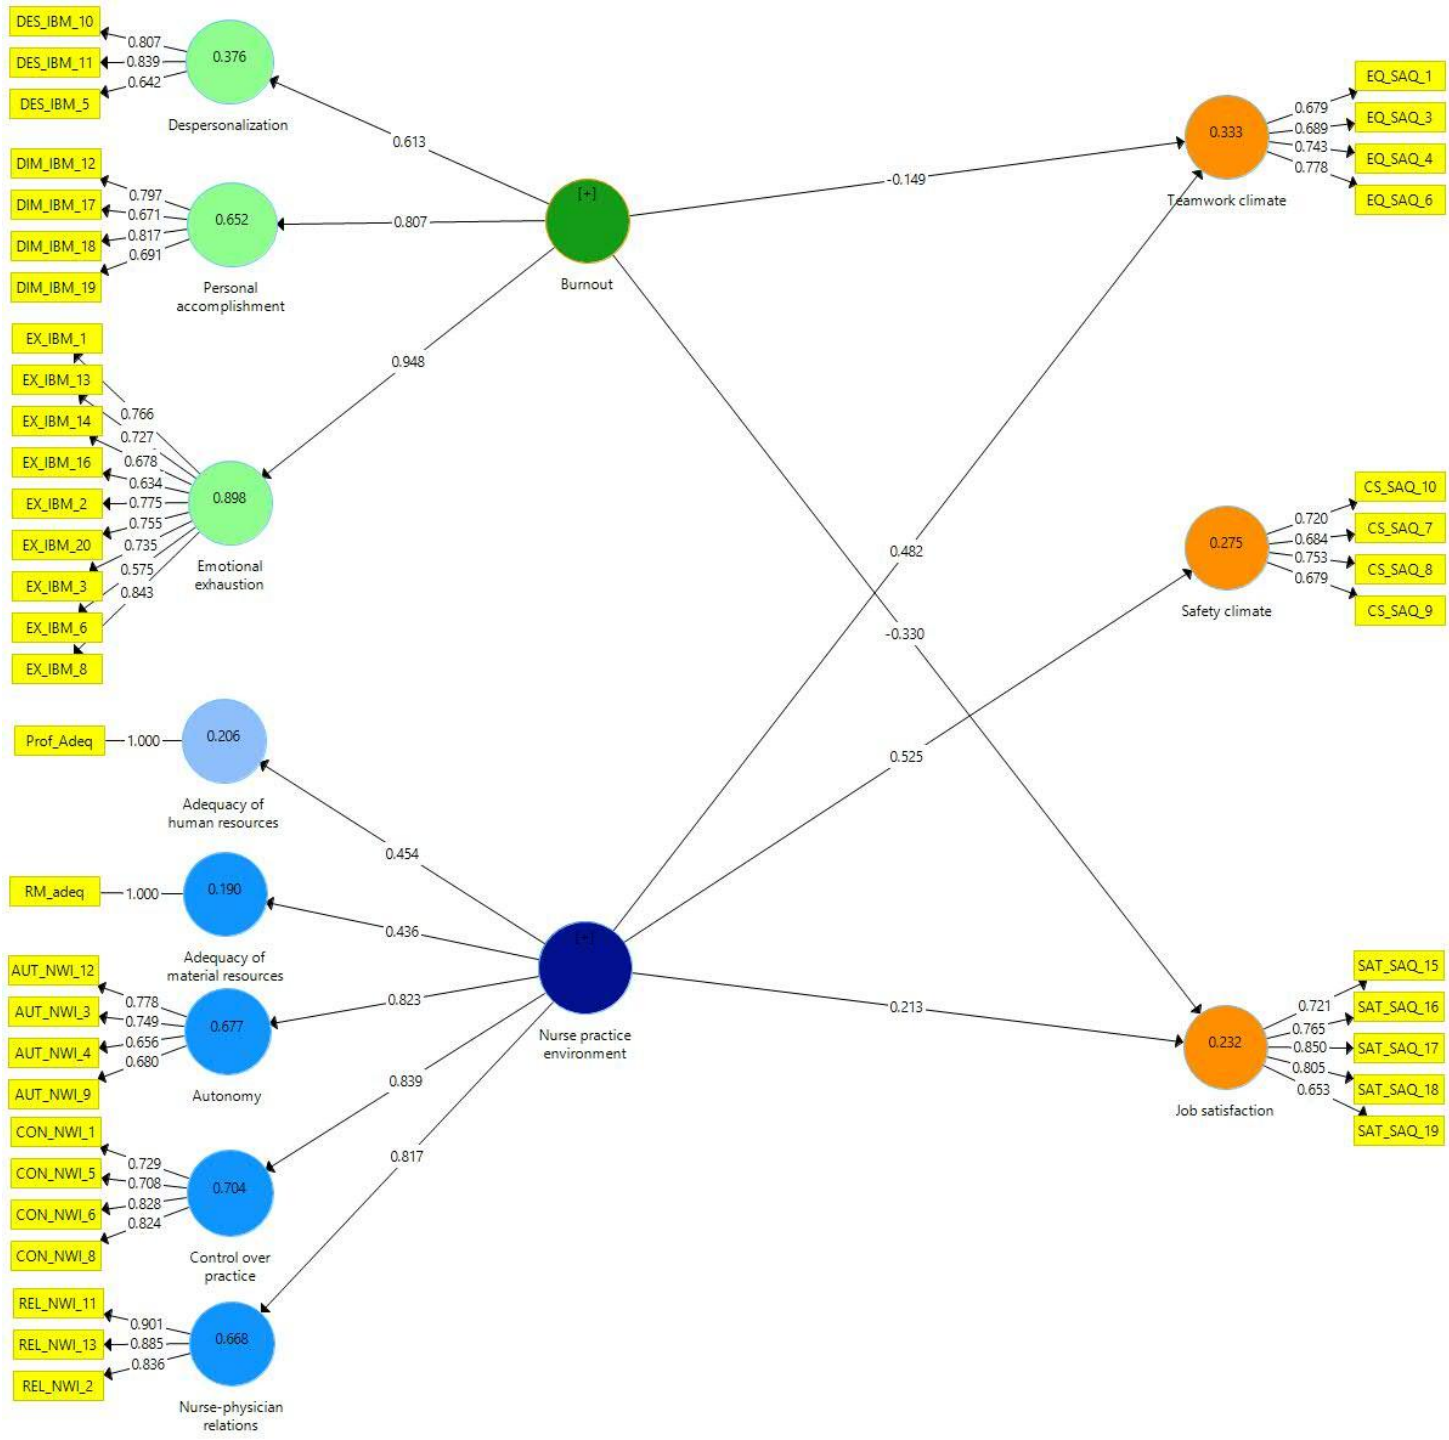 DES_IBM_10
DES_IBM_11
DES_IBM_5
0.807
0.839
0.642
0.376
Despersonalization
DIM_IBM_12
DIM_IBM_17
DIM_IBM_18
DIM_IBM_19
0.797
0.671
0.817
0.691
0.652
Personal
accomplishment
EX_IBM_1
EX_IBM_13
EX_IBM_14
EX_IBM_16
EX_IBM_2
EX_IBM_20
EX_IBM_3
EX_IBM_6
EX_IBM_8
0.766
0.727
0.678
0.634
0.775
0.755
0.735
0.575
0.843
0.898
Emotional
exhaustion
Prof_Adeq
1.000
0.206
Adequacy of
human resources
RM_adeq
1.000
0.190
Adequacy of
material resources
AUT_NWI_12
AUT_NWI_3
AUT_NWI_4
AUT_NWI_9
0.778
0.749
0.656
0.680
0.677
Autonomy
CON_NWI_1
CON_NWI_5
CON_NWI_6
CON_NWI_8
0.729
0.708
0.828
0.824
0.704
Control over
practice
REL_NWI_11
REL_NWI_13
REL_NWI_2
0.901
0.885
0.836
0.668
Nurse-physician
relations
0.613
0.807
0.948
[+]
Burnout
0.454
0.436
0.823
0.839
0.817
[+]
Nurse practice
environment
-0.149
0.482
-0.330
0.525
0.213
0.333
Teamwork climate
0.679
0.689
0.743
0.778
EQ_SAQ_1
EQ_SAQ_3
EQ_SAQ_4
EQ_SAQ_6
0.275
Safety climate
0.720
0.684
0.753
0.679
CS_SAQ_10
CS_SAQ_7
CS_SAQ_8
CS_SAQ_9
0.232
Job satisfaction
0.721
0.765
0.850
0.805
0.653
SAT_SAQ_15
SAT_SAQ_16
SAT_SAQ_17
SAT_SAQ_18
SAT_SAQ_19